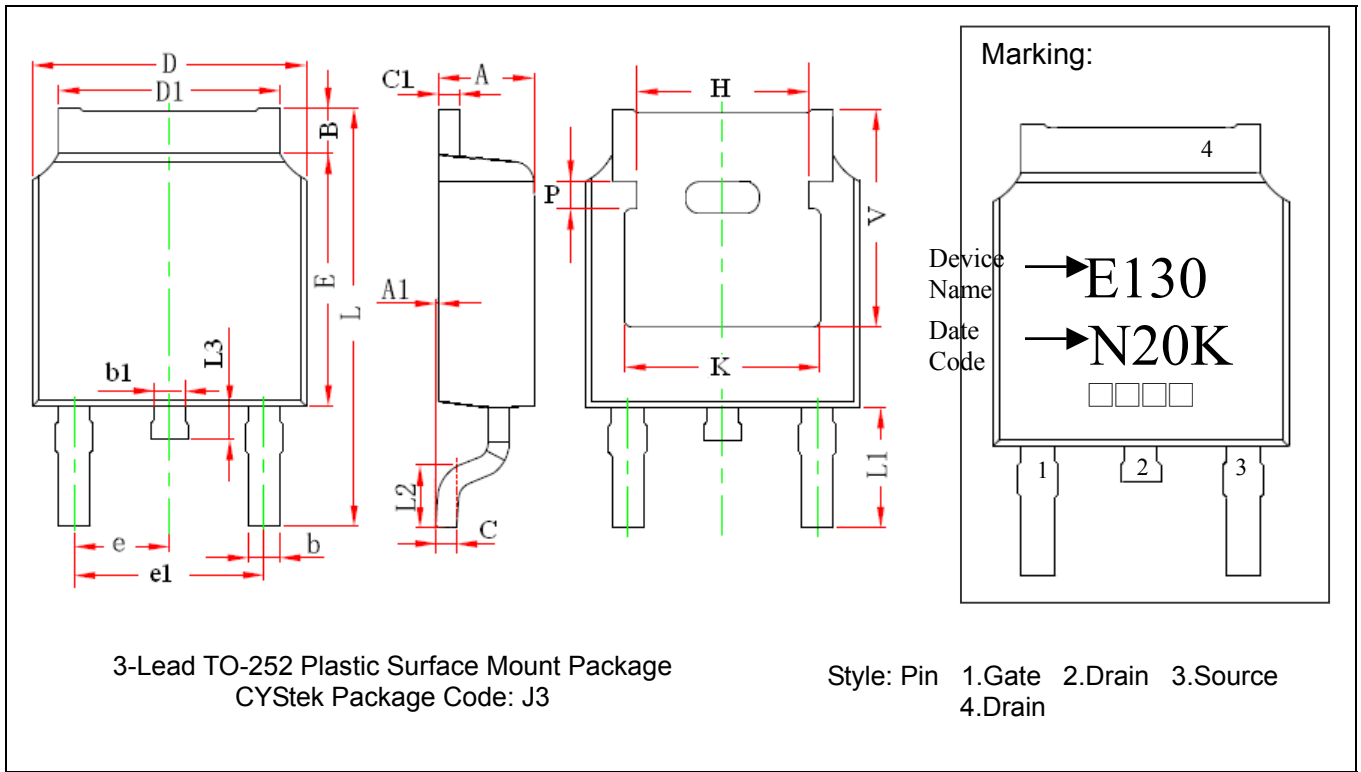 D
D1
B
E
L
L3
b1
e
e1
b
C1
A
A1
L2
C
H
P
V
K
L1
Marking:
4
Device
Name
E130
Date
Code
N20K
□□□□
1
2
3
3-Lead TO-252 Plastic Surface Mount Package
CYStek Package Code: J3
Style: Pin 1.Gate 2.Drain 3.Source
4.Drain